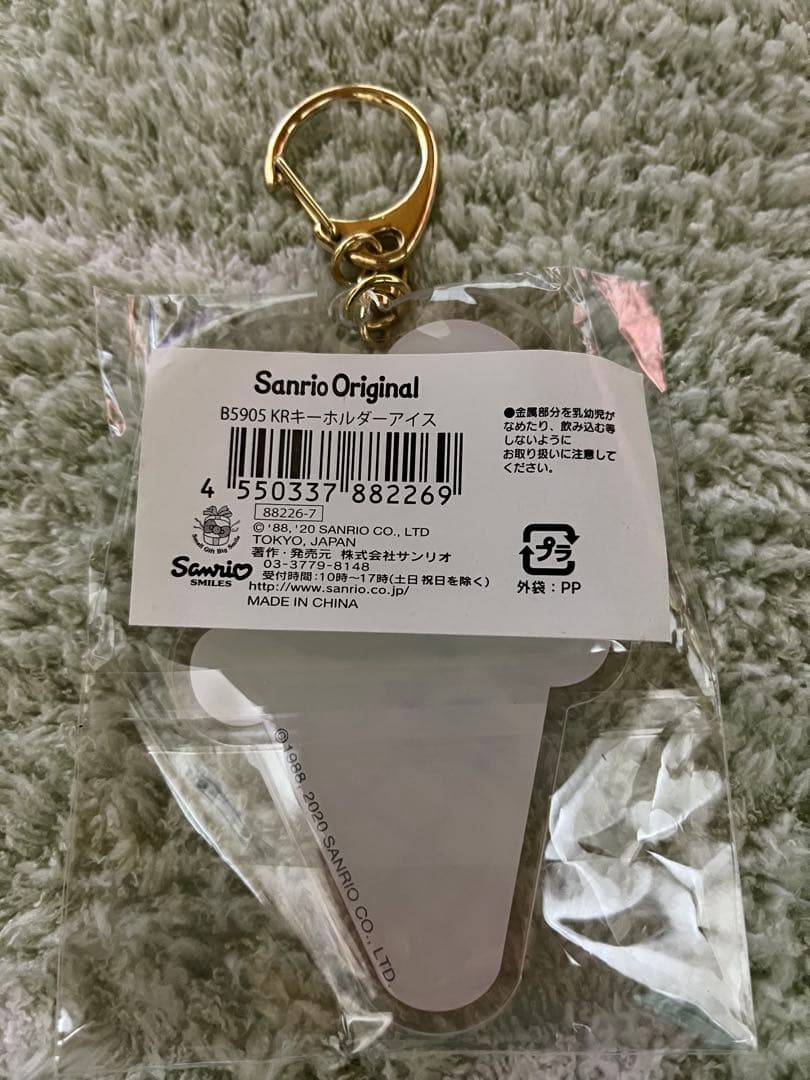 Sanrio Original
B5905 KRキーホルダーアイス
4 550337 882269
88226-7
© '88, '20 SANRIO CO., LTD
TOKYO, JAPAN
著作・発売元 株式会社サンリオ
03-3779-8148
受付時間:10時～17時(土日祝日を除く)
http://www.sanrio.co.jp/
MADE IN CHINA
Small Gift Big Smile
Sanrio
SMILES
●金属部分を乳幼児が
なめたり、飲み込む等
しないように
お取り扱いに注意して
ください。
プラ
外袋：PP
©1988, 2020 SANRIO CO., LTD.